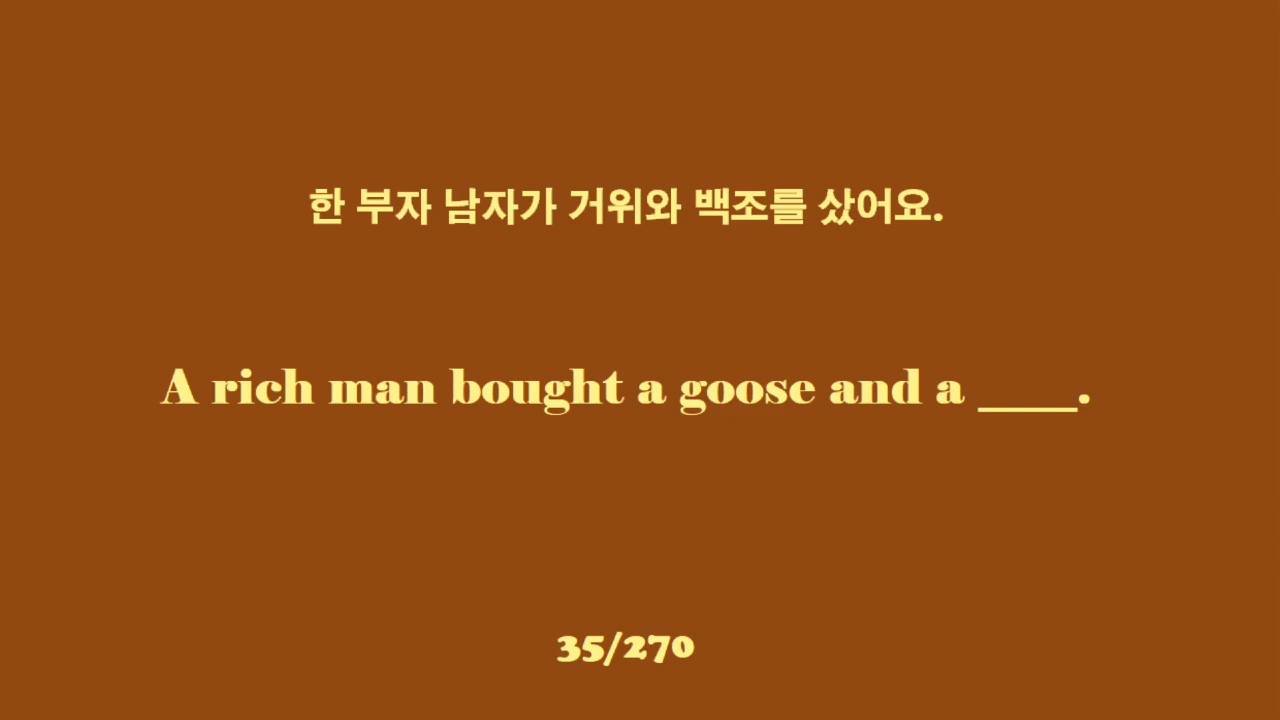 한 부자 남자가 거위와 백조를 샀어요.
A rich man bought a goose and a ____.
35/270